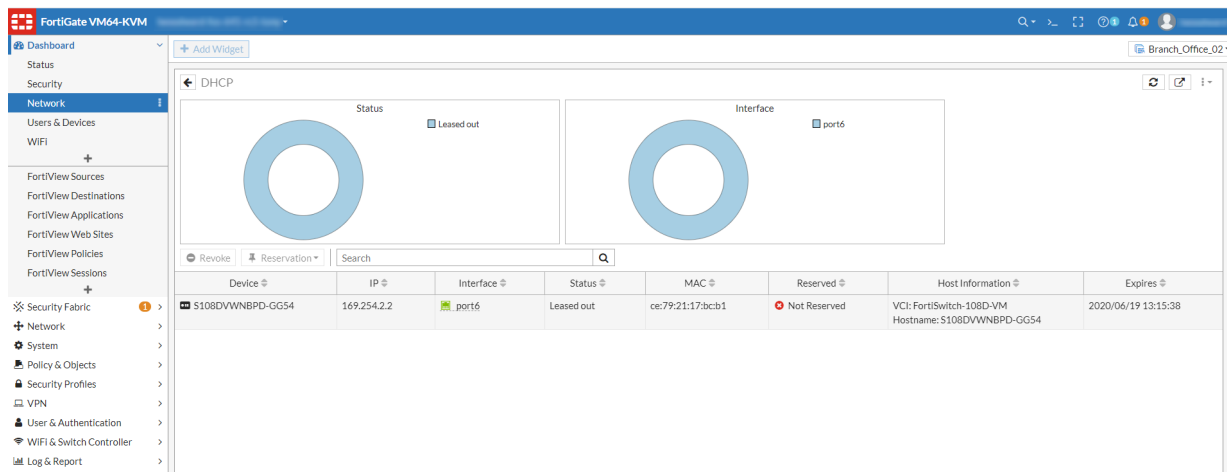 FortiGate VM64-KVM
1
1
Dashboard
Add Widget
Branch_Office_02
Status
Security
Network
Users & Devices
WiFi
FortiView Sources
FortiView Destinations
FortiView Applications
FortiView Web Sites
FortiView Policies
FortiView Sessions
Security Fabric 1
Network
System
Policy & Objects
Security Profiles
VPN
User & Authentication
WiFi & Switch Controller
Log & Report
DHCP
Status
Leased out
Interface
port6
Revoke Reservation Search
Device IP Interface Status MAC Reserved Host Information Expires
S108DVWNBPD-GG54 169.254.2.2 port6 Leased out ce:79:21:17:bc:b1 Not Reserved VCI: FortiSwitch-108D-VM 2020/06/19 13:15:38
Hostname: S108DVWNBPD-GG54